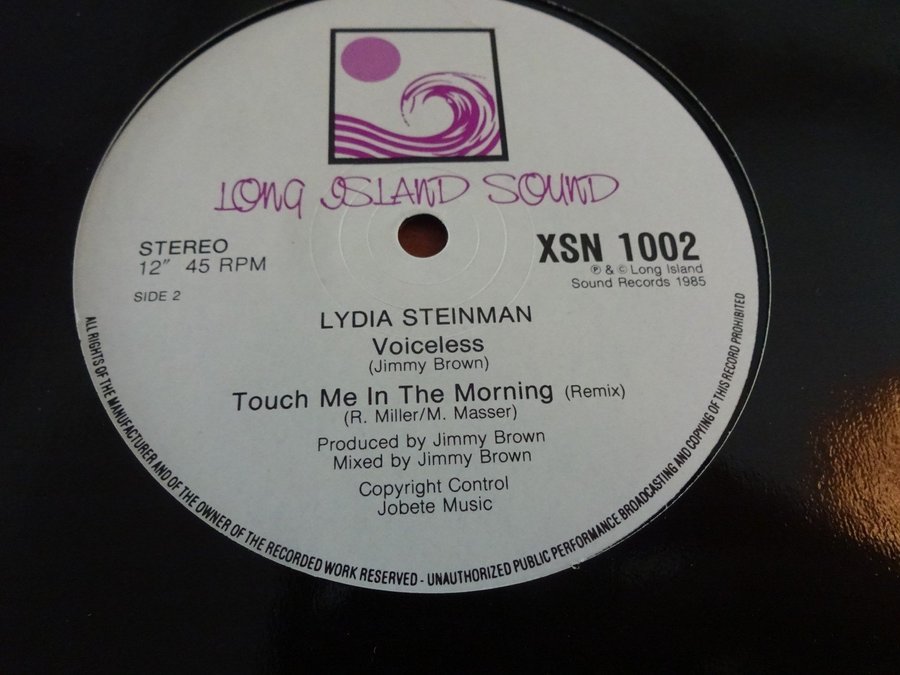 LONG ISLAND SOUND
STEREO
12" 45 RPM
SIDE 2
XSN 1002
℗ & © Long Island
Sound Records 1985
LYDIA STEINMAN
Voiceless
(Jimmy Brown)
Touch Me In The Morning (Remix)
(R. Miller/M. Masser)
Produced by Jimmy Brown
Mixed by Jimmy Brown
Copyright Control
Jobete Music
ALL RIGHTS OF THE MANUFACTURER AND OF THE OWNER OF THE RECORDED WORK RESERVED - UNAUTHORIZED PUBLIC PERFORMANCE BROADCASTING AND COPYING OF THIS RECORD PROHIBITED